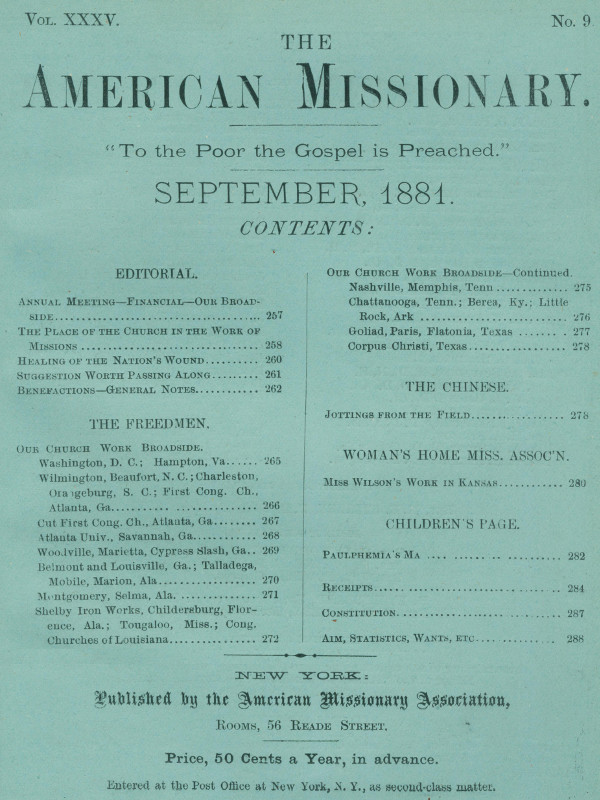 VOL. XXXV.
No. 9
THE
AMERICAN MISSIONARY.
“To the Poor the Gospel is Preached.”
SEPTEMBER, 1881.
CONTENTS:
EDITORIAL.
ANNUAL MEETING—FINANCIAL—OUR BROAD-
SIDE........................................ 257
THE PLACE OF THE CHURCH IN THE WORK OF
MISSIONS .................................. 258
HEALING OF THE NATION'S WOUND.......... 260
SUGGESTION WORTH PASSING ALONG......... 261
BENEFACTIONS—GENERAL NOTES............ 262
THE FREEDMEN.
OUR CHURCH WORK BROADSIDE.
Washington, D. C.; Hampton, Va...... 265
Wilmington, Beaufort, N. C.; Charleston,
Orangeburg, S. C.; First Cong. Ch.,
Atlanta, Ga........................... 266
Cut First Cong. Ch., Atlanta, Ga....... 267
Atlanta Univ., Savannah, Ga........... 268
Woodville, Marietta, Cypress Slash, Ga.. 269
Belmont and Louisville, Ga.; Talladega,
Mobile, Marion, Ala.................. 270
Montgomery, Selma, Ala. ............. 271
Shelby Iron Works, Childersburg, Flor-
ence, Ala.; Tougaloo, Miss.; Cong.
Churches of Louisiana............... 272
OUR CHURCH WORK BROADSIDE—Continued.
Nashville, Memphis, Tenn ............. 275
Chattanooga, Tenn.; Berea, Ky.; Little
Rock, Ark ........................... 276
Goliad, Paris, Flatonia, Texas ........ 277
Corpus Christi, Texas.................. 278
THE CHINESE.
JOTTINGS FROM THE FIELD................ 278
WOMAN'S HOME MISS. ASSOC'N.
MISS WILSON'S WORK IN KANSAS........... 280
CHILDREN'S PAGE.
PAULPHEMIA'S MA .... ... .......... ...... 282
RECEIPTS................................ 284
CONSTITUTION............................ 287
AIM, STATISTICS, WANTS, ETC............. 288
NEW YORK:
Published by the American Missionary Association,
ROOMS, 56 READE STREET.
Price, 50 Cents a Year, in advance.
Entered at the Post Office at New York, N. Y., as second-class matter.